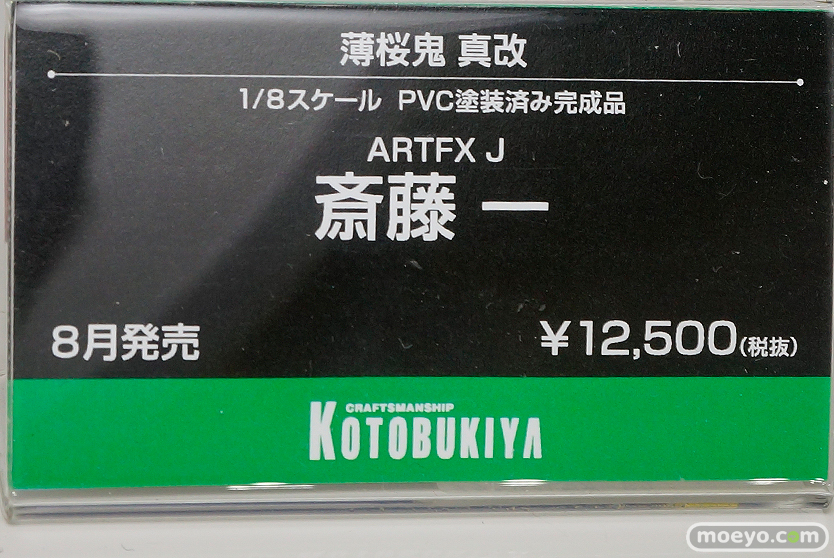 薄桜鬼 真改
1/8スケール PVC塗装済み完成品
ARTFX J
斎藤 一
8月発売
¥12,500(税抜)
CRAFTSMANSHIP
KOTOBUKIYA
moeyo.com